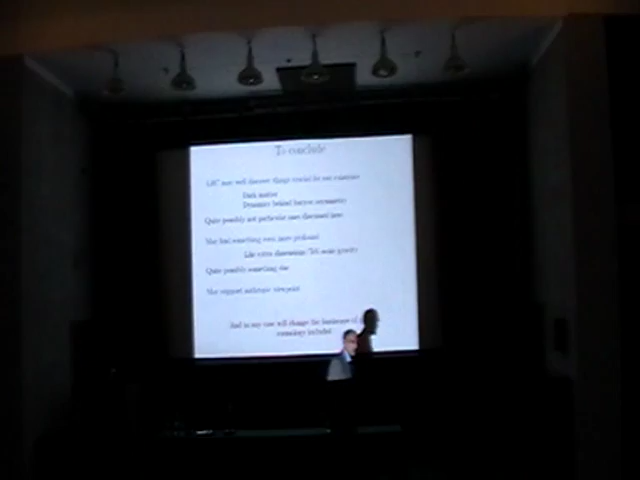 To conclude
LHC may well discover things crucial for our existence
Dark matter
Dynamics behind baryon asymmetry
Quite possibly not particular ones discussed here
May find something even more profound
Like extra dimensions TeV scale gravity
Quite possibly something else
May support anthropic viewpoint
And in any case will change the landscape of
cosmology included